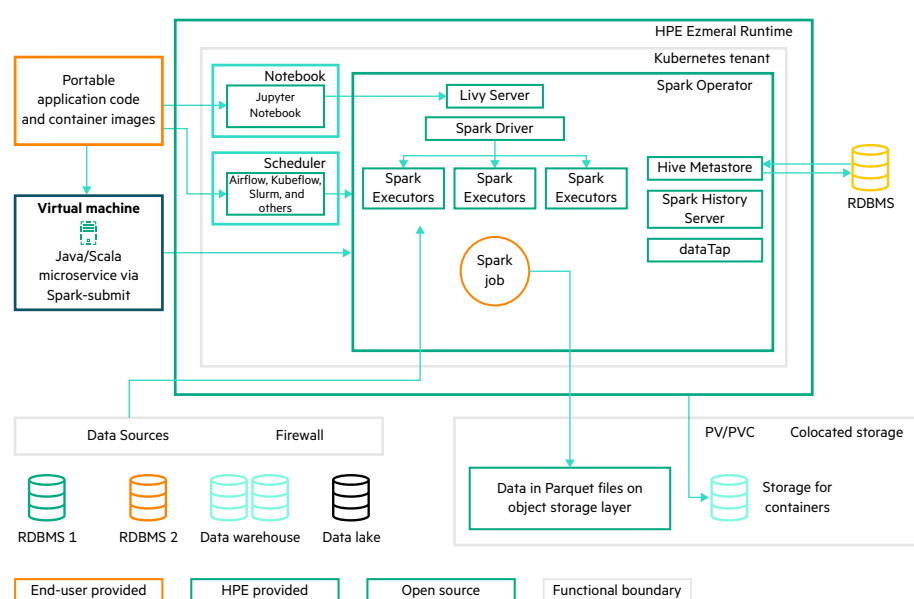 HPE Ezmeral Runtime
Kubernetes tenant
Spark Operator
Portable
application code
and container images
Notebook
Jupyter
Notebook
Livy Server
Spark Driver
Scheduler
Airflow, Kubeflow,
Slurm, and
others
Spark
Executors
Spark
Executors
Spark
Executors
Hive Metastore
Spark History
Server
dataTap
RDBMS
Virtual machine
Java/Scala
microservice via
Spark-submit
Spark
job
Data Sources
Firewall
PV/PVC
Colocated storage
RDBMS 1
RDBMS 2
Data warehouse
Data lake
Data in Parquet files on
object storage layer
Storage for
containers
End-user provided
HPE provided
Open source
Functional boundary